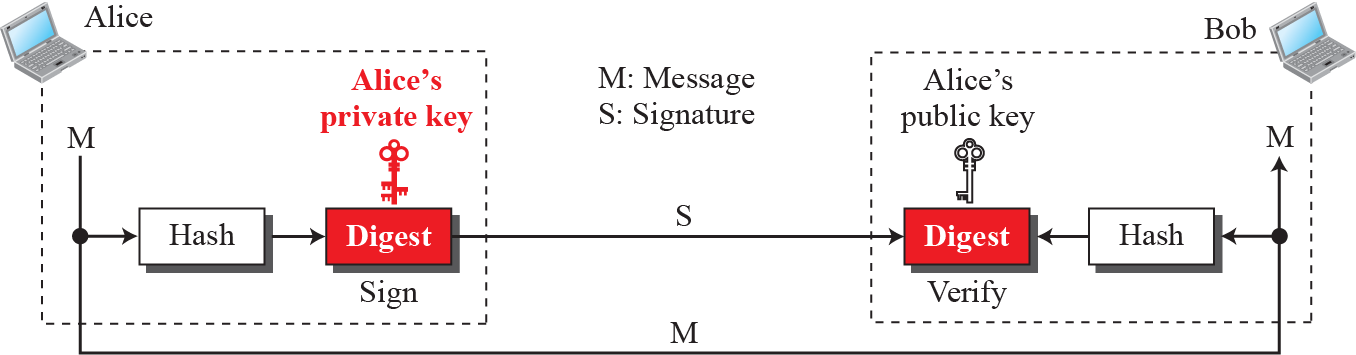 Alice
Bob
Alice’s
private key
M: Message
S: Signature
Alice’s
public key
M
M
Hash
Digest
S
Digest
Hash
Sign
Verify
M